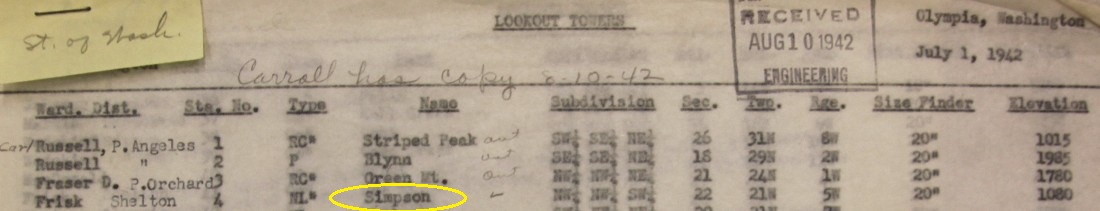 St. of Wash.
LOOKOUT TOWERS
RECEIVED
AUG 10 1942
ENGINEERING
Olympia, Washington
July 1, 1942
Carroll has copy 8-10-42
Ward. Dist. Sta. No. Type Name Subdivision Sec. Twp. Rge. Size Finder Elevation
Russell, P.Angeles 1 RC* Striped Peak out SW¼ SE¼ NE¼ 26 31N 8W 20" 1015
Russell " 2 P Blynn out SE¼ SE¼ NE¼ 18 29N 2W 20" 1985
Fraser D. P.Orchard 3 RC* Green Mt. out NW¼ NW¼ NE¼ 21 24N 1W 20" 1780
Frisk Shelton 4 NL* Simpson ✓ NW¼ NW¼ SW¼ 22 21N 5W 20" 1080